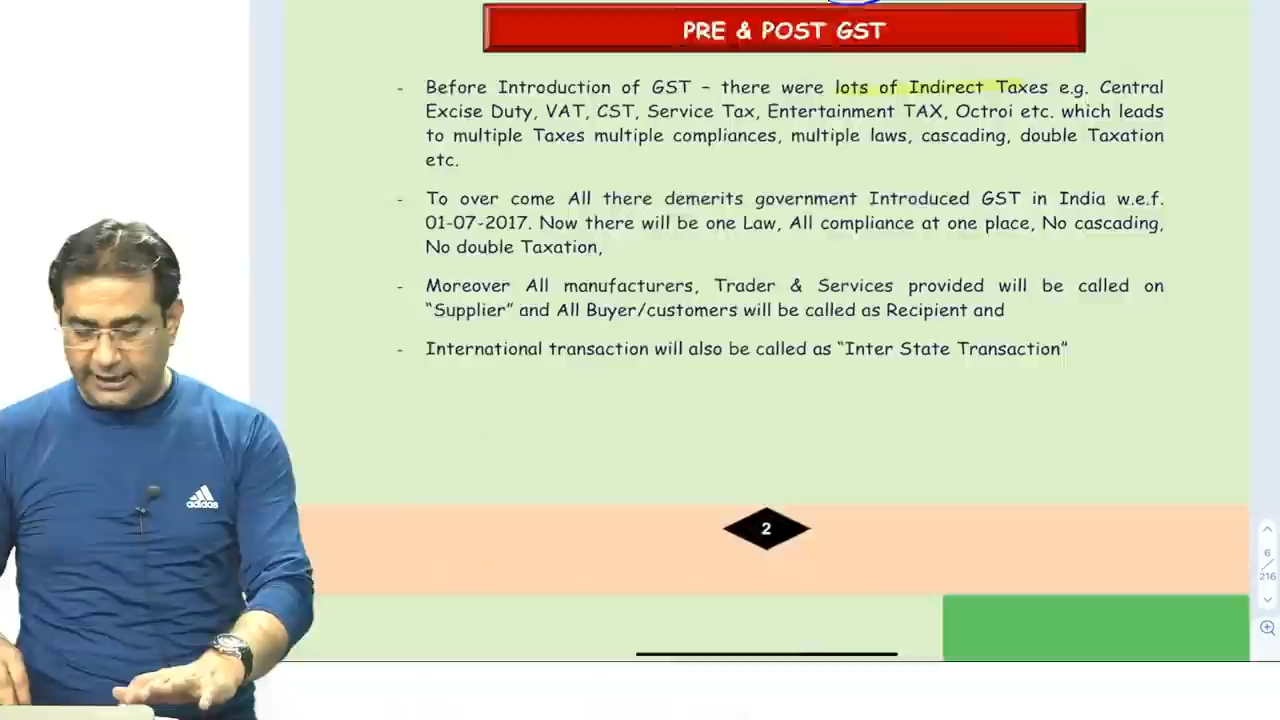 PRE & POST GST
- Before Introduction of GST – there were lots of Indirect Taxes e.g. Central
Excise Duty, VAT, CST, Service Tax, Entertainment TAX, Octroi etc. which leads
to multiple Taxes multiple compliances, multiple laws, cascading, double Taxation
etc.
- To over come All there demerits government Introduced GST in India w.e.f.
01-07-2017. Now there will be one Law, All compliance at one place, No cascading,
No double Taxation,
- Moreover All manufacturers, Trader & Services provided will be called on
“Supplier” and All Buyer/customers will be called as Recipient and
- International transaction will also be called as “Inter State Transaction”
adidas
2
6
/
216